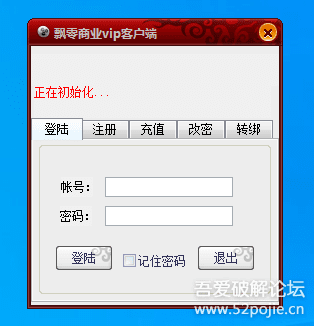 飘零商业vip客户端
正在初始化...
登陆 注册 充值 改密 转绑
帐号：
密码：
登陆 记住密码 退出
吾爱破解论坛
www.52pojie.cn